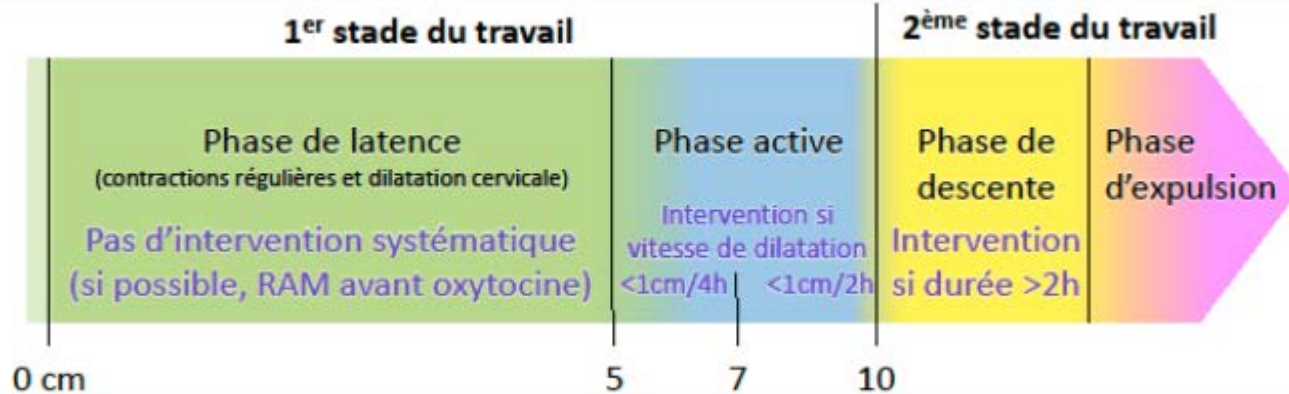 1er stade du travail
2ème stade du travail
Phase de latence
(contractions régulières et dilatation cervicale)
Pas d’intervention systématique
(si possible, RAM avant oxytocine)
Phase active
Intervention si
vitesse de dilatation
<1cm/4h
<1cm/2h
Phase de
descente
Intervention
si durée >2h
Phase
d’expulsion
0 cm
5
7
10